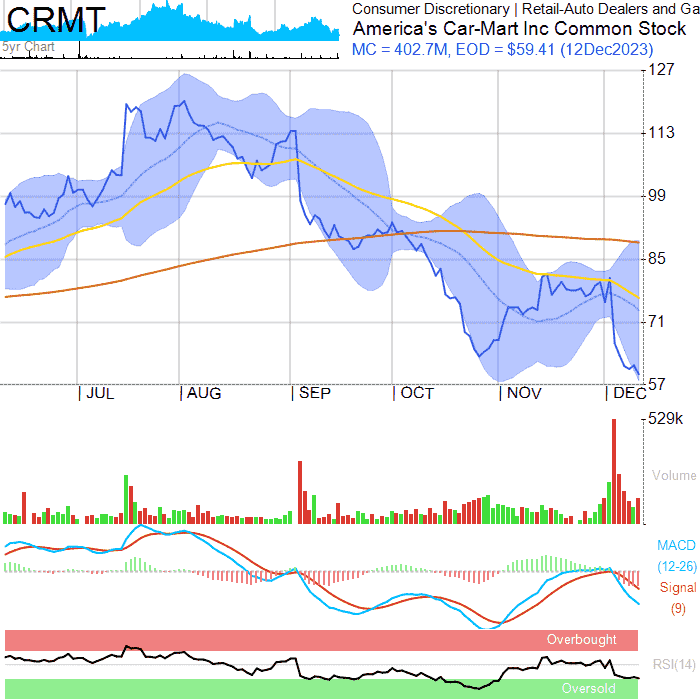 CRMT
5yr Chart
Consumer Discretionary | Retail-Auto Dealers and Ga
America's Car-Mart Inc Common Stock
MC = 402.7M, EOD = $59.41 (12Dec2023)
127
113
99
85
71
57
JUL AUG SEP OCT NOV DEC
529k
Volume
MACD
(12-26)
Signal
(9)
Overbought
RSI(14)
Oversold